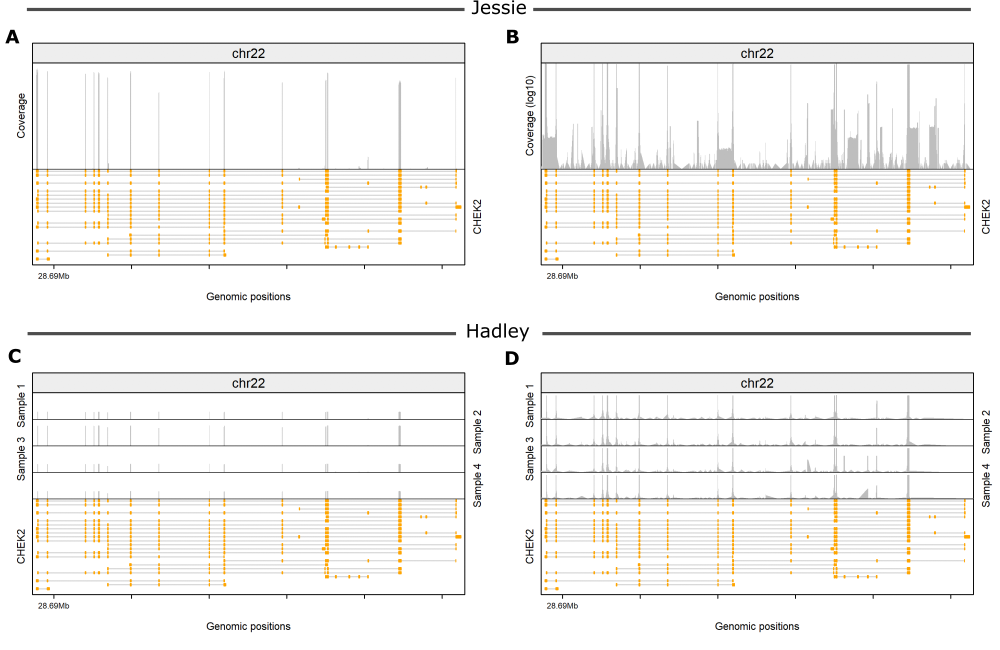 Jessie
A
chr22
Coverage
CHEK2
28.69Mb
Genomic positions
B
chr22
Coverage (log10)
CHEK2
28.69Mb
Genomic positions
Hadley
C
chr22
Sample 1
Sample 2
Sample 3
Sample 4
CHEK2
28.69Mb
Genomic positions
D
chr22
Sample 1
Sample 2
Sample 3
Sample 4
CHEK2
28.69Mb
Genomic positions